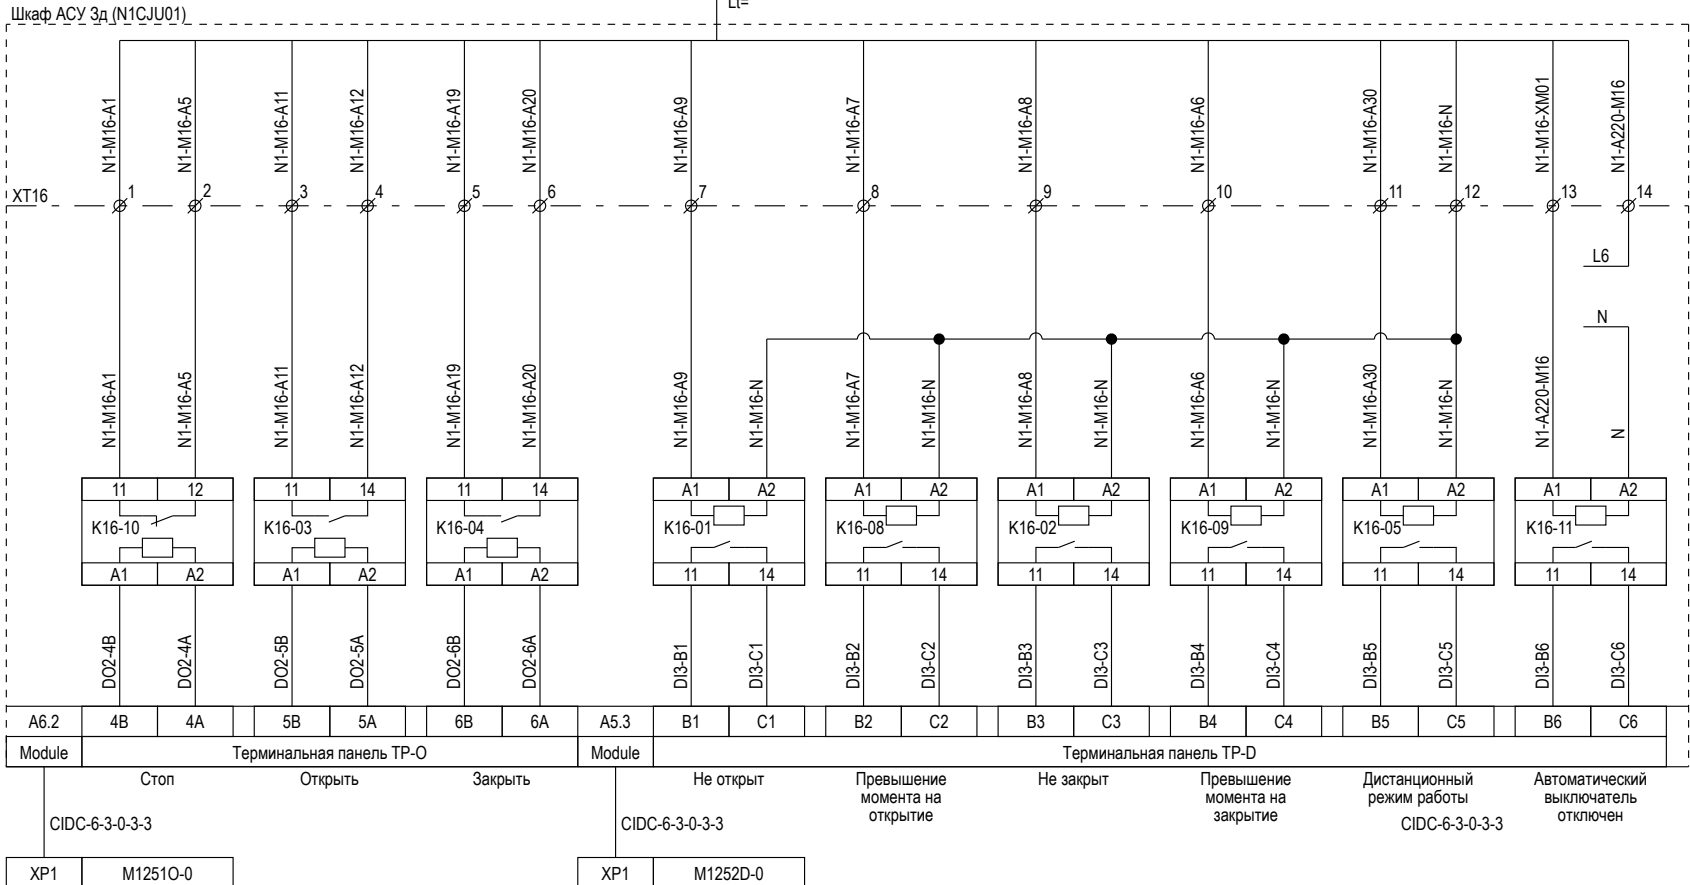 Lt=
Шкаф АСУ 3д (N1CJU01)
N1-M16-A1 N1-M16-A5 N1-M16-A11 N1-M16-A12 N1-M16-A19 N1-M16-A20 N1-M16-A9 N1-M16-A7 N1-M16-A8 N1-M16-A6 N1-M16-A30 N1-M16-N N1-M16-XM01 N1-A220-M16
XT16 1 2 3 4 5 6 7 8 9 10 11 12 13 14
L6
N
N1-M16-A1 N1-M16-A5 N1-M16-A11 N1-M16-A12 N1-M16-A19 N1-M16-A20 N1-M16-A9 N1-M16-N N1-M16-A7 N1-M16-N N1-M16-A8 N1-M16-N N1-M16-A6 N1-M16-N N1-M16-A30 N1-M16-N N1-A220-M16 N
11 12 11 14 11 14 A1 A2 A1 A2 A1 A2 A1 A2 A1 A2 A1 A2
K16-10 K16-03 K16-04 K16-01 K16-08 K16-02 K16-09 K16-05 K16-11
A1 A2 A1 A2 A1 A2 11 14 11 14 11 14 11 14 11 14 11 14
DO2-4B DO2-4A DO2-5B DO2-5A DO2-6B DO2-6A DI3-B1 DI3-C1 DI3-B2 DI3-C2 DI3-B3 DI3-C3 DI3-B4 DI3-C4 DI3-B5 DI3-C5 DI3-B6 DI3-C6
A6.2 4B 4A 5B 5A 6B 6A A5.3 B1 C1 B2 C2 B3 C3 B4 C4 B5 C5 B6 C6
Module Терминальная панель TP-O Module Терминальная панель TP-D
Стоп Открыть Закрыть Не открыт Превышение Не закрыт Превышение Дистанционный Автоматический
момента на момента на режим работы выключатель
открытие закрытие отключен
CIDC-6-3-0-3-3 CIDC-6-3-0-3-3 CIDC-6-3-0-3-3
XP1 M1251O-0 XP1 M1252D-0